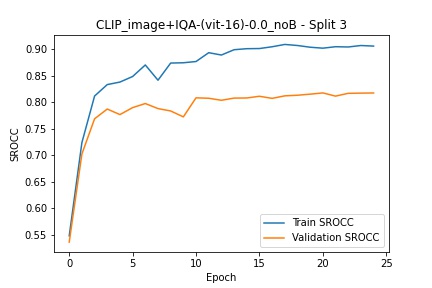 CLIP_image+IQA-(vit-16)-0.0_noB - Split 3
0.90
0.85
0.80
0.75
0.70
0.65
0.60
0.55
SROCC
Train SROCC
Validation SROCC
0 5 10 15 20 25
Epoch